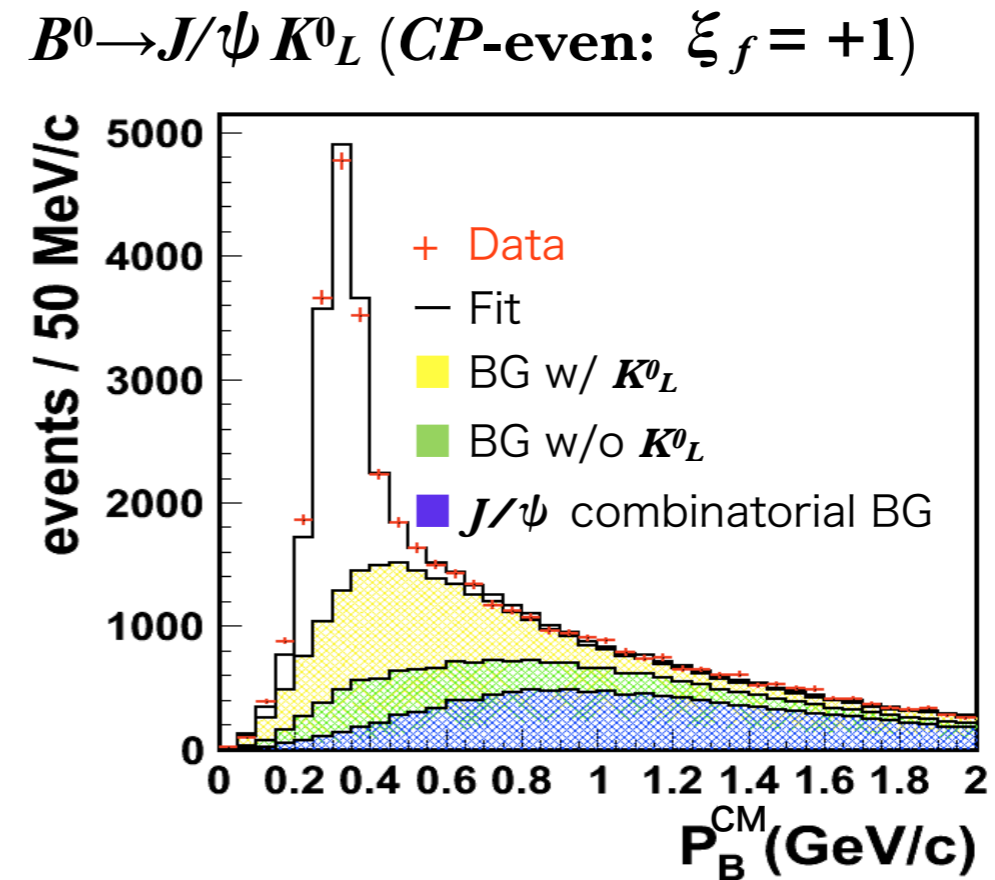 B⁰→J/ψ K⁰L (CP-even: ξf = +1)
events / 50 MeV/c
5000
4000
3000
2000
1000
0
+ Data
— Fit
BG w/ K⁰L
BG w/o K⁰L
J/ψ combinatorial BG
0 0.2 0.4 0.6 0.8 1 1.2 1.4 1.6 1.8 2
PBCM(GeV/c)